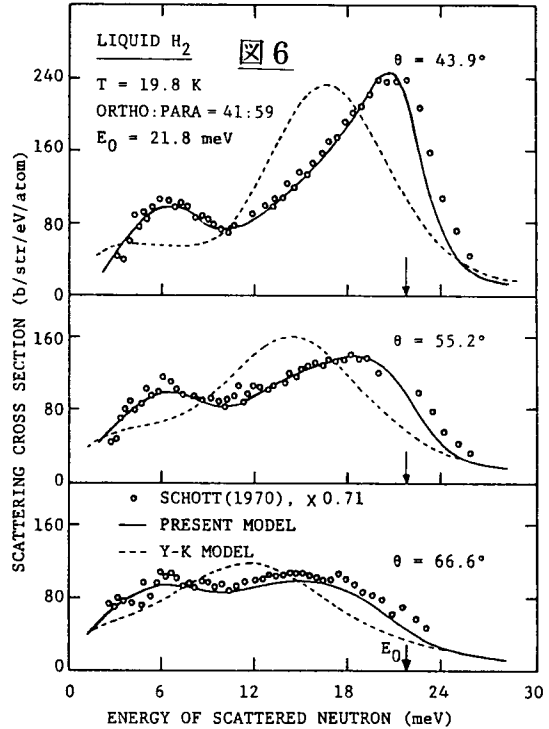 LIQUID H₂
図6
T = 19.8 K
ORTHO:PARA = 41:59
E₀ = 21.8 meV
θ = 43.9°
240
160
80
0
θ = 55.2°
160
80
0
○ SCHOTT(1970), × 0.71
— PRESENT MODEL
--- Y-K MODEL
θ = 66.6°
160
80
0
E₀
0 6 12 18 24 30
ENERGY OF SCATTERED NEUTRON (meV)
SCATTERING CROSS SECTION (b/str/eV/atom)